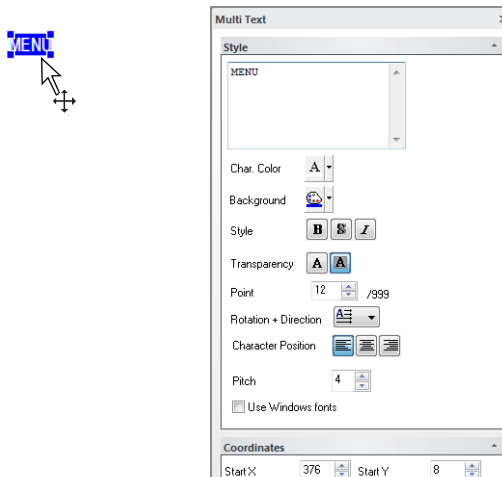 MENU
Multi Text
Style
MENU
Char. Color A
Background
Style B S I
Transparency A A
Point 12 /999
Rotation + Direction A
Character Position
Pitch 4
Use Windows fonts
Coordinates
Start X 376 Start Y 8